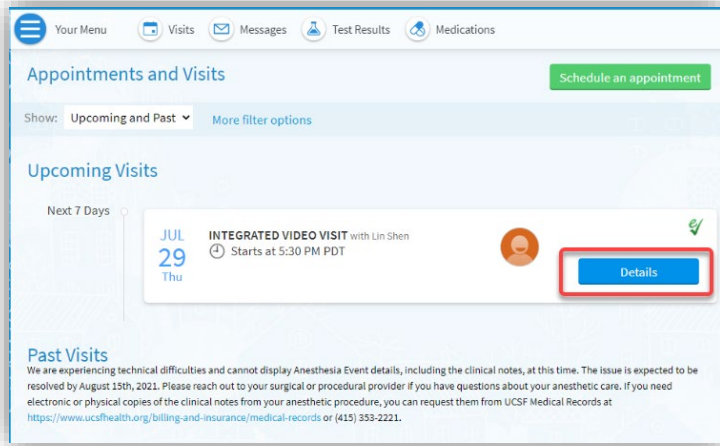 Your Menu Visits Messages Test Results Medications
Appointments and Visits
Schedule an appointment
Show: Upcoming and Past More filter options
Upcoming Visits
Next 7 Days
JUL
29
Thu
INTEGRATED VIDEO VISIT with Lin Shen
Starts at 5:30 PM PDT
Details
Past Visits
We are experiencing technical difficulties and cannot display Anesthesia Event details, including the clinical notes, at this time. The issue is expected to be
resolved by August 15th, 2021. Please reach out to your surgical or procedural provider if you have questions about your anesthetic care. If you need
electronic or physical copies of the clinical notes from your anesthetic procedure, you can request them from UCSF Medical Records at
https://www.ucsfhealth.org/billing-and-insurance/medical-records or (415) 353-2221.